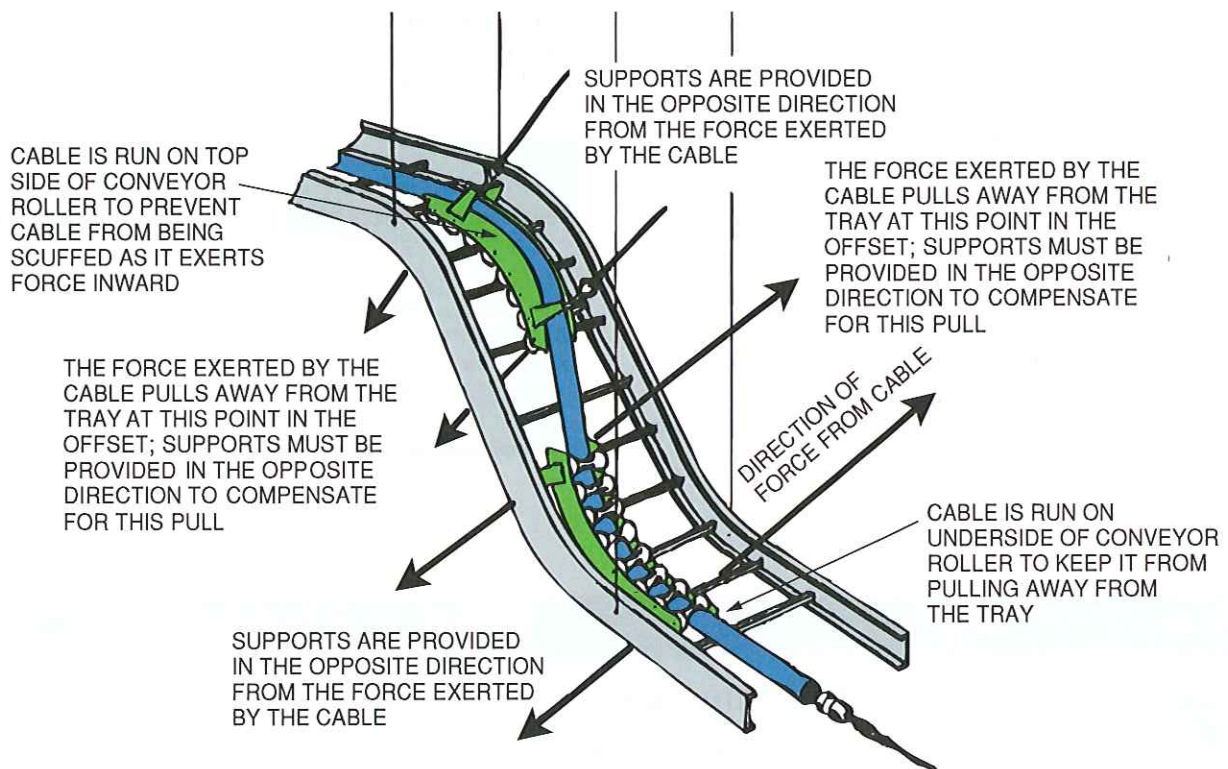 SUPPORTS ARE PROVIDED
IN THE OPPOSITE DIRECTION
FROM THE FORCE EXERTED
BY THE CABLE
CABLE IS RUN ON TOP
SIDE OF CONVEYOR
ROLLER TO PREVENT
CABLE FROM BEING
SCUFFED AS IT EXERTS
FORCE INWARD
THE FORCE EXERTED BY THE
CABLE PULLS AWAY FROM THE
TRAY AT THIS POINT IN THE
OFFSET; SUPPORTS MUST BE
PROVIDED IN THE OPPOSITE
DIRECTION TO COMPENSATE
FOR THIS PULL
THE FORCE EXERTED BY THE
CABLE PULLS AWAY FROM THE
TRAY AT THIS POINT IN THE
OFFSET; SUPPORTS MUST BE
PROVIDED IN THE OPPOSITE
DIRECTION TO COMPENSATE
FOR THIS PULL
DIRECTION OF
FORCE FROM CABLE
CABLE IS RUN ON
UNDERSIDE OF CONVEYOR
ROLLER TO KEEP IT FROM
PULLING AWAY FROM
THE TRAY
SUPPORTS ARE PROVIDED
IN THE OPPOSITE DIRECTION
FROM THE FORCE EXERTED
BY THE CABLE